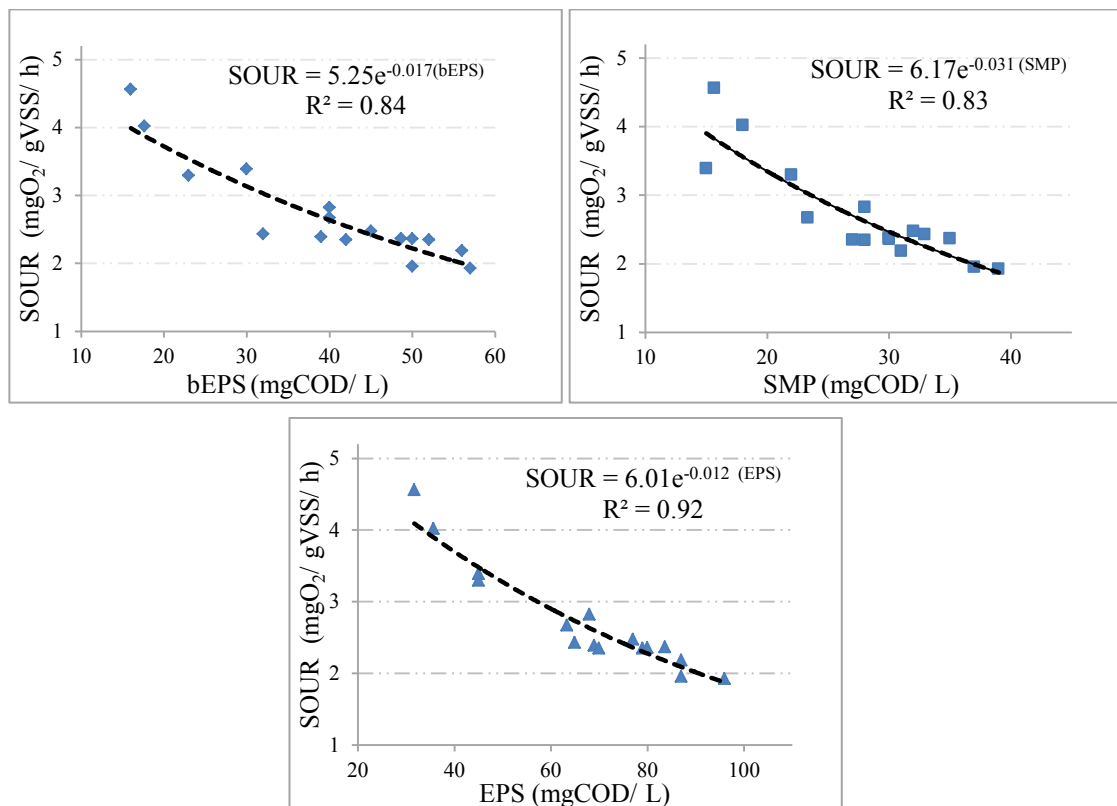 SOUR (mgO₂/ gVSS/ h)
5
4
3
2
1
SOUR = 5.25e^-0.017(bEPS)
R² = 0.84
10 20 30 40 50 60
bEPS (mgCOD/ L)
SOUR (mgO₂/ gVSS/ h)
5
4
3
2
1
SOUR = 6.17e^-0.031 (SMP)
R² = 0.83
10 20 30 40
SMP (mgCOD/ L)
SOUR (mgO₂/ gVSS/ h)
5
4
3
2
1
SOUR = 6.01e^-0.012 (EPS)
R² = 0.92
20 40 60 80 100
EPS (mgCOD/ L)